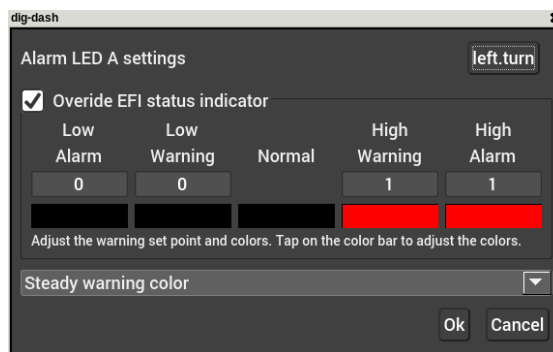 dig-dash
Alarm LED A settings
left.turn
Overide EFI status indicator
Low Alarm
Low Warning
Normal
High Warning
High Alarm
0
0
1
1
Adjust the warning set point and colors. Tap on the color bar to adjust the colors.
Steady warning color
Ok
Cancel